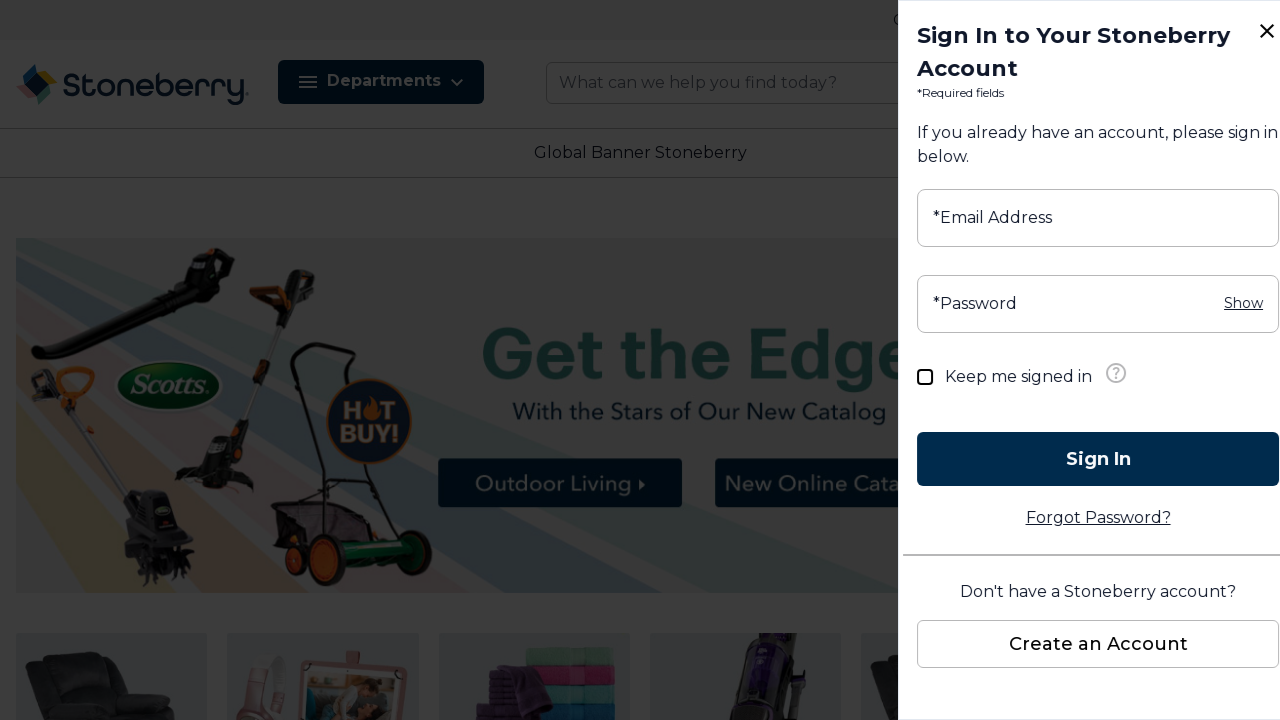 Stoneberry
Departments
What can we help you find today?
Global Banner Stoneberry
Scotts
HOT
BUY!
Get the Edge
With the Stars of Our New Catalog
Outdoor Living
New Online Cata
Sign In to Your Stoneberry
Account
*Required fields
If you already have an account, please sign in
below.
*Email Address
*Password
Show
Keep me signed in
?
Sign In
Forgot Password?
Don't have a Stoneberry account?
Create an Account